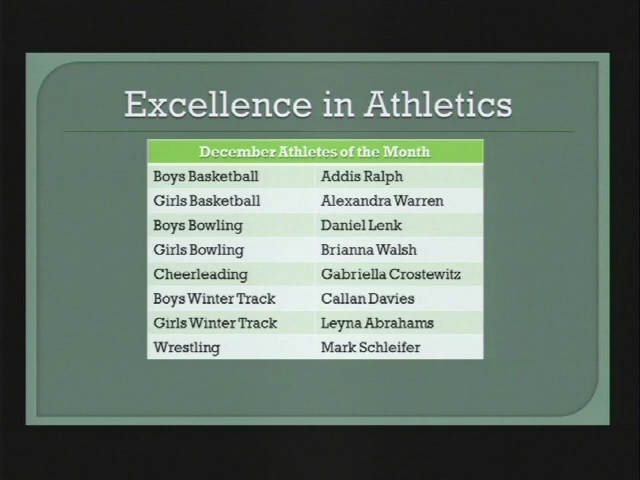 Excellence in Athletics
December Athletes of the Month
Boys Basketball Addis Ralph
Girls Basketball Alexandra Warren
Boys Bowling Daniel Lenk
Girls Bowling Brianna Walsh
Cheerleading Gabriella Crostewitz
Boys Winter Track Callan Davies
Girls Winter Track Leyna Abrahams
Wrestling Mark Schleifer